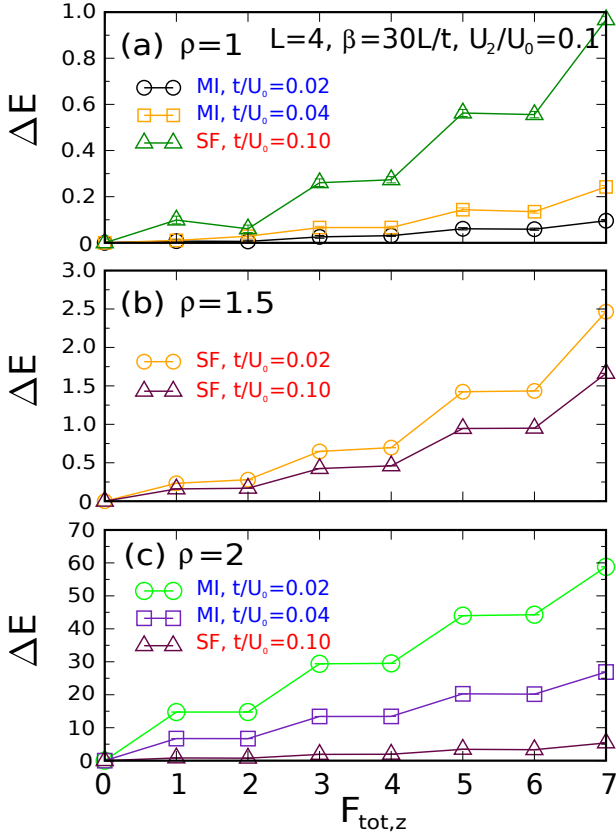 (a) ρ=1 L=4, β=30L/t, U₂/U₀=0.1
MI, t/U₀=0.02
MI, t/U₀=0.04
SF, t/U₀=0.10
1.0
0.8
0.6
0.4
0.2
0
ΔE
(b) ρ=1.5
SF, t/U₀=0.02
SF, t/U₀=0.10
3.0
2.5
2.0
1.5
1.0
0.5
0
ΔE
(c) ρ=2
MI, t/U₀=0.02
MI, t/U₀=0.04
SF, t/U₀=0.10
70
60
50
40
30
20
10
0
ΔE
0 1 2 3 4 5 6 7
F_tot,z